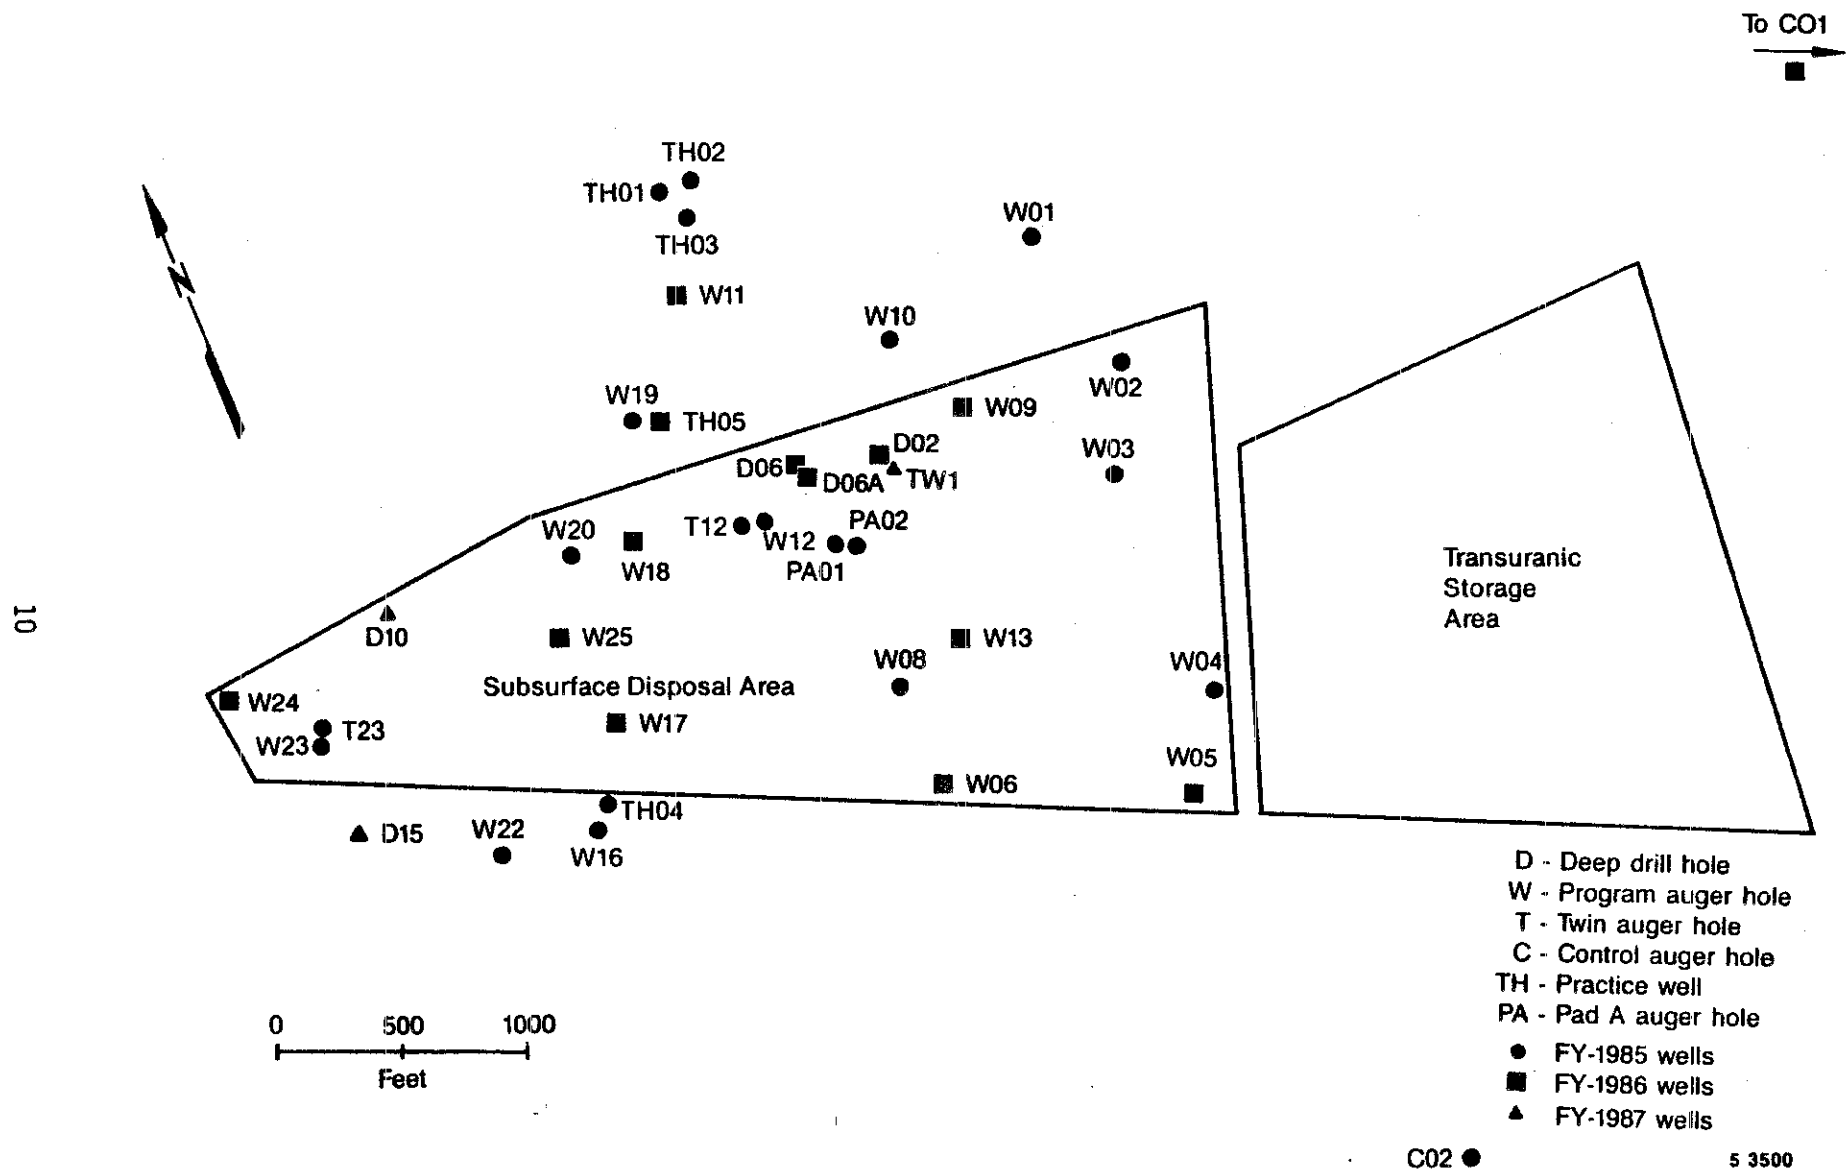 To CO1
TH02
TH01
W01
TH03
N
W11
W10
W19
W02
TH05
W09
D02
W03
D06
D06A
TW1
W20
T12
W12
PA02
W18
PA01
Transuranic
Storage
Area
10
D10
W25
W13
W08
W04
Subsurface Disposal Area
W24
T23
W17
W23
W05
W06
TH04
D15
W22
W16
D - Deep drill hole
W - Program auger hole
T - Twin auger hole
C - Control auger hole
TH - Practice well
PA - Pad A auger hole
0 500 1000
Feet
FY-1985 wells
FY-1986 wells
FY-1987 wells
C02
5 3500